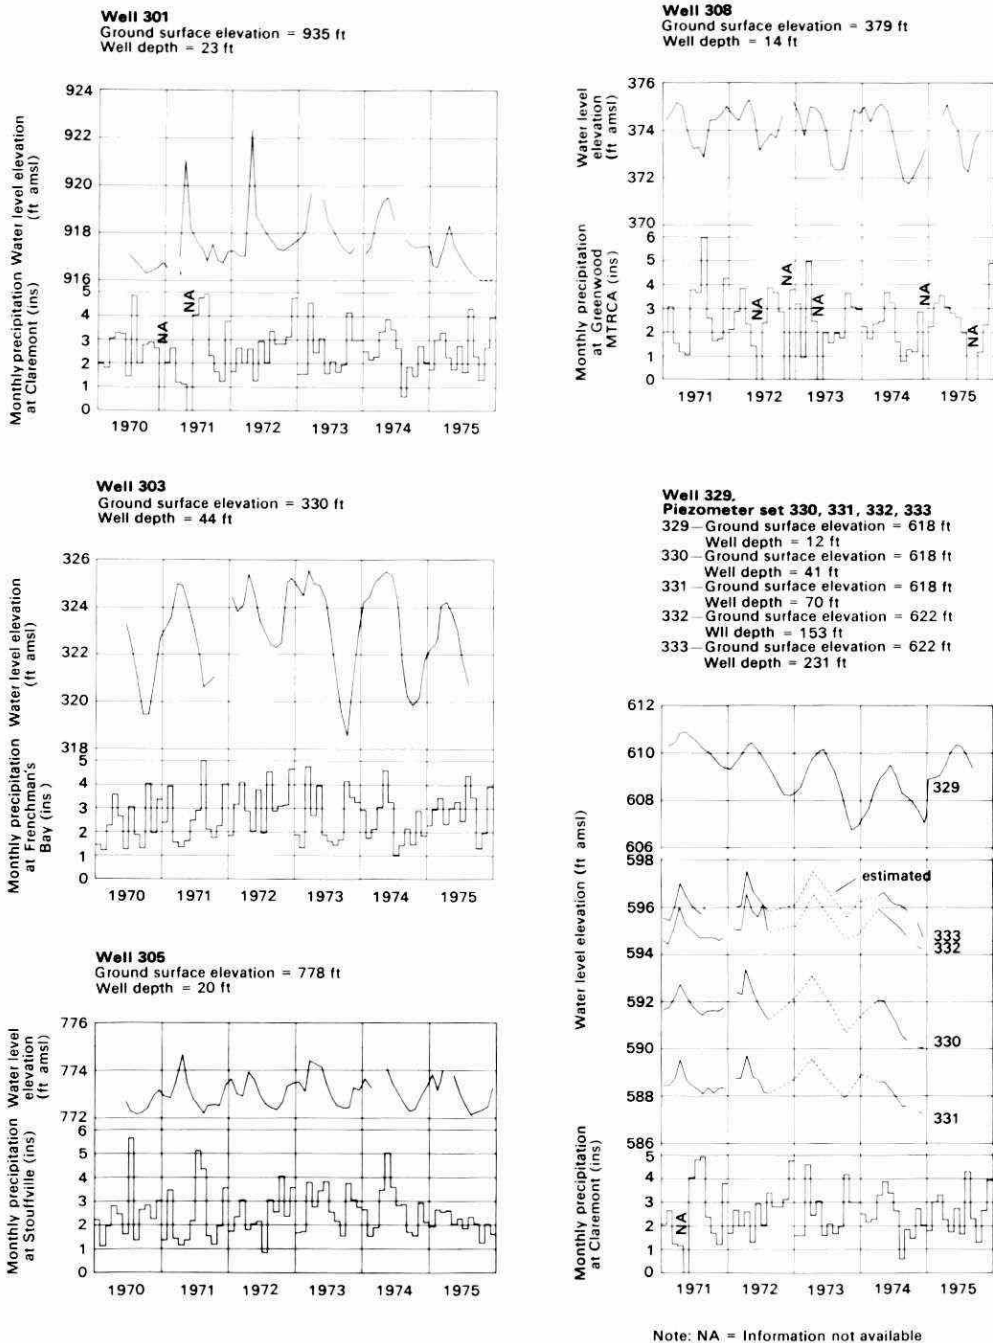 Well 301
Ground surface elevation = 935 ft
Well depth = 23 ft
Water level elevation
(ft amsl)
924
922
920
918
916
Monthly precipitation
at Claremont (ins)
5
4
3
2
1
0
NA
NA
1970
1971
1972
1973
1974
1975
Well 303
Ground surface elevation = 330 ft
Well depth = 44 ft
Water level elevation
(ft amsl)
326
324
322
320
318
Monthly precipitation
at Frenchman's
Bay (ins)
5
4
3
2
1
0
1970
1971
1972
1973
1974
1975
Well 305
Ground surface elevation = 778 ft
Well depth = 20 ft
Water level
elevation
(ft amsl)
776
774
772
Monthly precipitation
at Stouffville (ins)
6
5
4
3
2
1
0
1970
1971
1972
1973
1974
1975
Well 308
Ground surface elevation = 379 ft
Well depth = 14 ft
Water level
elevation
(ft amsl)
376
374
372
370
Monthly precipitation
at Greenwood
MTRCA (ins)
6
5
4
3
2
1
0
NA
NA
NA
NA
NA
1971
1972
1973
1974
1975
Well 329,
Piezometer set 330, 331, 332, 333
329—Ground surface elevation = 618 ft
Well depth = 12 ft
330—Ground surface elevation = 618 ft
Well depth = 41 ft
331—Ground surface elevation = 618 ft
Well depth = 70 ft
332—Ground surface elevation = 622 ft
Wll depth = 153 ft
333—Ground surface elevation = 622 ft
Well depth = 231 ft
Water level elevation (ft amsl)
612
610
608
606
329
598
596
594
592
590
588
586
estimated
333
332
330
331
Monthly precipitation
at Claremont (ins)
5
4
3
2
1
0
NA
1971
1972
1973
1974
1975
Note: NA = Information not available